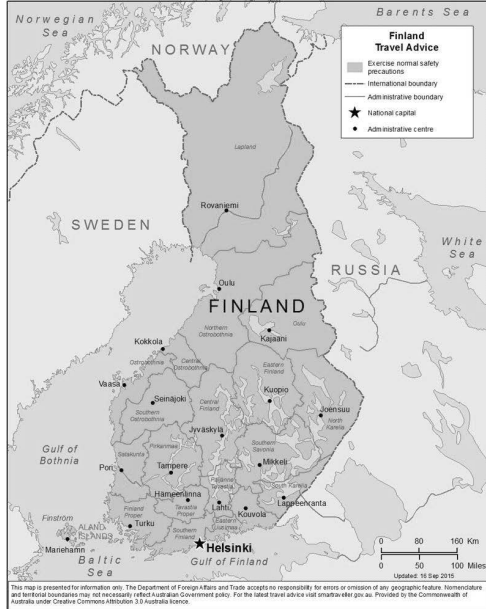 Norwegian
Sea
Barents Sea
NORWAY
Finland
Travel Advice
Exercise normal safety
precautions
International boundary
Administrative boundary
National capital
Administrative centre
Lapland
Rovaniemi
SWEDEN
White
Sea
RUSSIA
Oulu
FINLAND
Oulu
Northern
Ostrobothnia
Kajaani
Kokkola
Ostrobothnia
Central
Ostrobothnia
Eastern
Finland
Vaasa
Seinäjoki
Kuopio
Southern
Ostrobothnia
Central
Finland
Joensuu
North
Karelia
Jyväskylä
Gulf of
Bothnia
Satakunta
Pirkanmaa
Southern
Savonia
Pori
Tampere
Mikkeli
South Karelia
Hämeenlinna
Lahti
Lappeenranta
Kouvola
Finland
Proper
Southern
Finland
Finström
ALAND
ISLANDS
Turku
Mariehamn
Helsinki
Baltic
Sea
Gulf of Finland
0 80 160 Km
0 50 100 Miles
Updated: 16 Sep 2015
This map is presented for information only. The Department of Foreign Affairs and Trade accepts no responsibility for errors or omission of any geographic feature. Nomenclature
and territorial boundaries may not necessarily reflect Australian Government policy. For the latest travel advice visit smartraveller.gov.au. Provided by the Commonwealth of
Australia under Creative Commons Attribution 3.0 Australia licence.